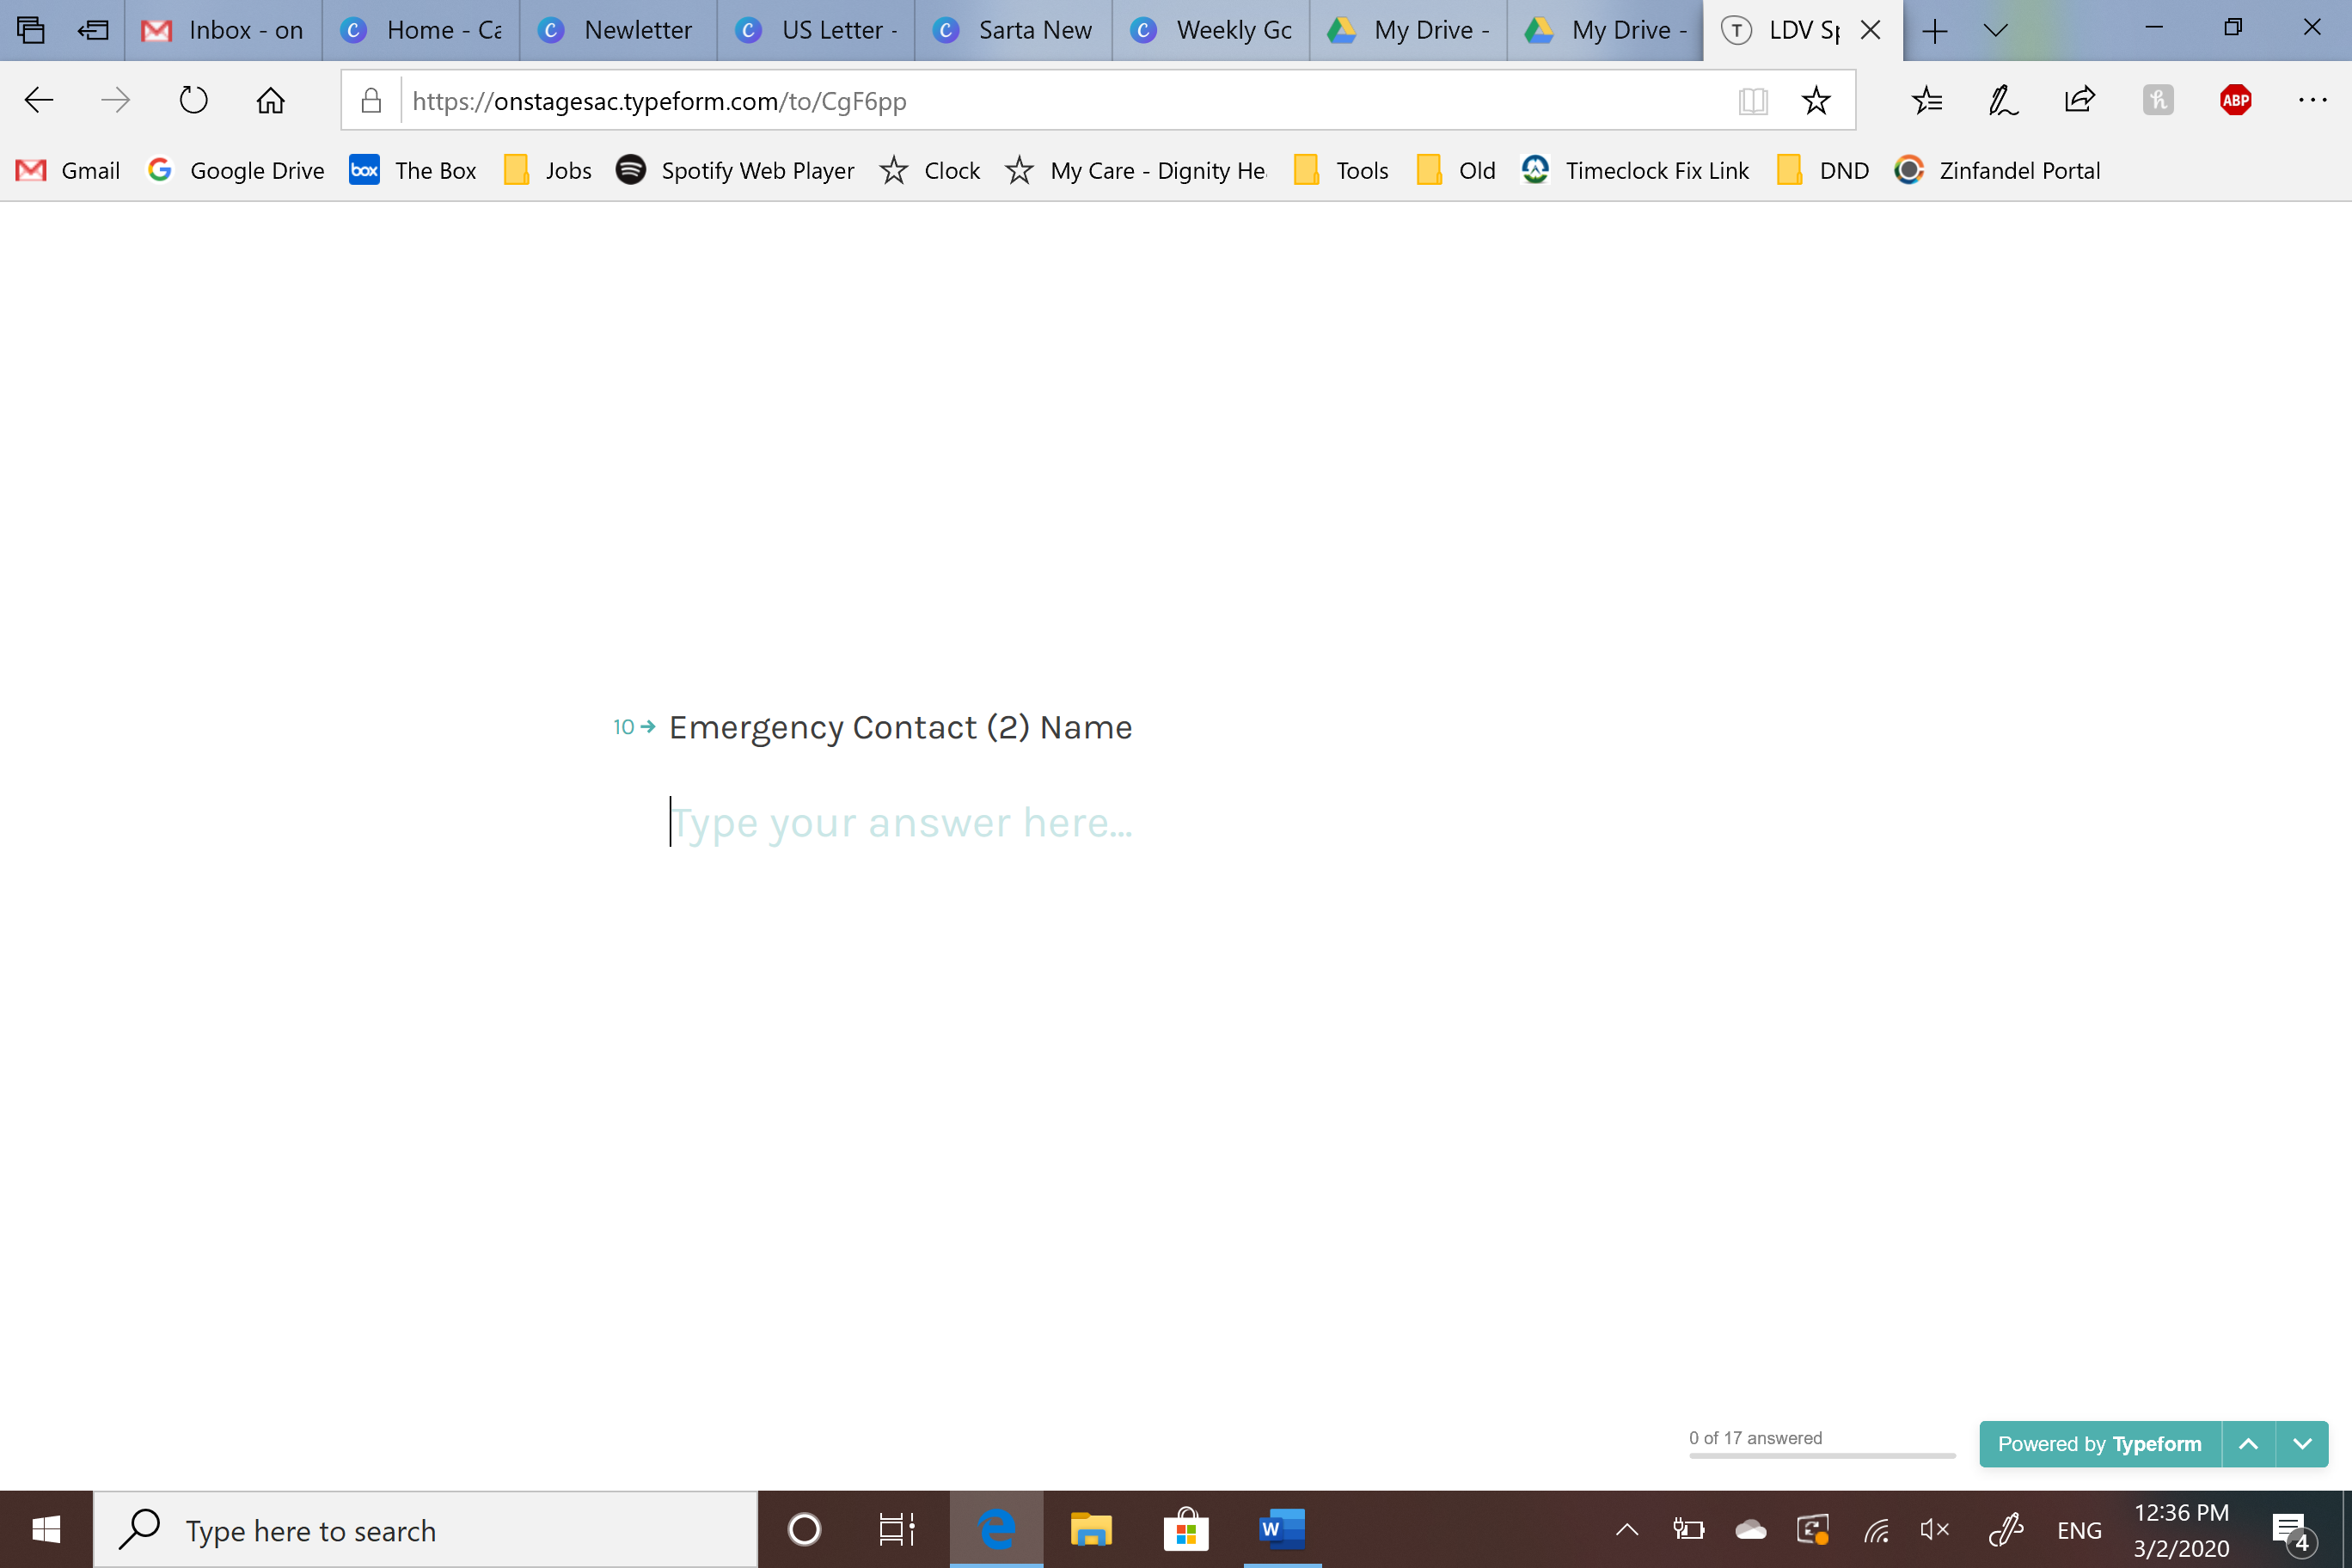 Inbox - on
Home - Ca
Newletter
US Letter -
Sarta New
Weekly Go
My Drive -
My Drive -
T LDV Sp
https://onstagesac.typeform.com/to/CgF6pp
ABP
Gmail
Google Drive
box The Box
Jobs
Spotify Web Player
Clock
My Care - Dignity He
Tools
Old
Timeclock Fix Link
DND
Zinfandel Portal
10 → Emergency Contact (2) Name
Type your answer here...
0 of 17 answered
Powered by Typeform
Type here to search
W
ENG
12:36 PM
3/2/2020
4